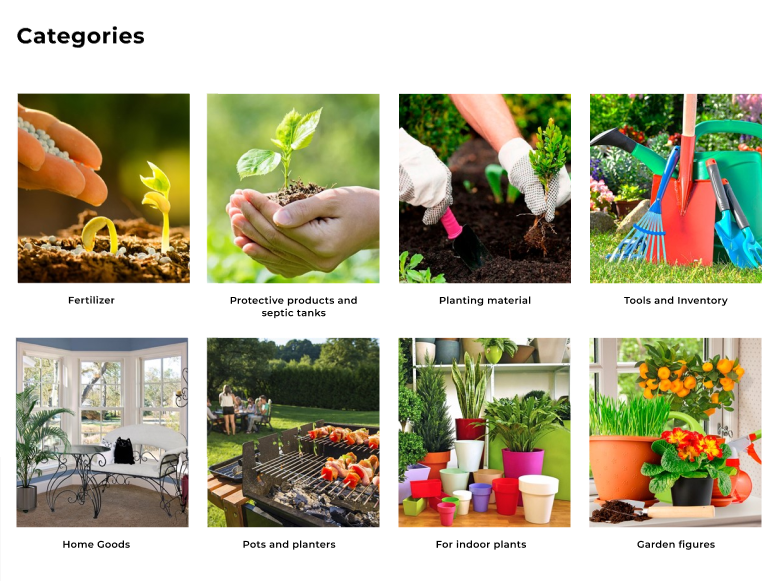 Categories
Fertilizer
Protective products and
septic tanks
Planting material
Tools and Inventory
Home Goods
Pots and planters
For indoor plants
Garden figures